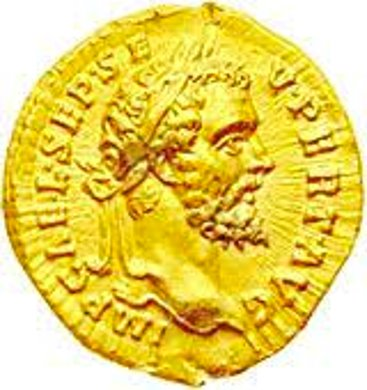 IMP CAE L SEP SE V PERT AVG